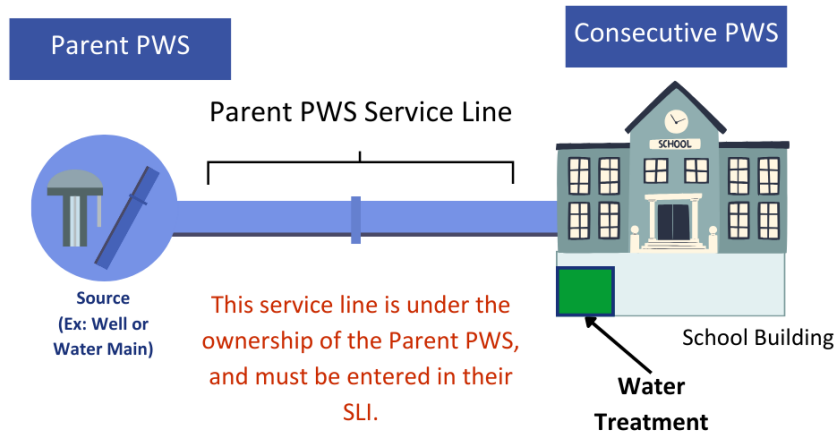 Parent PWS
Consecutive PWS
Parent PWS Service Line
SCHOOL
Source
(Ex: Well or
Water Main)
This service line is under the
ownership of the Parent PWS,
and must be entered in their
SLI.
School Building
Water
Treatment